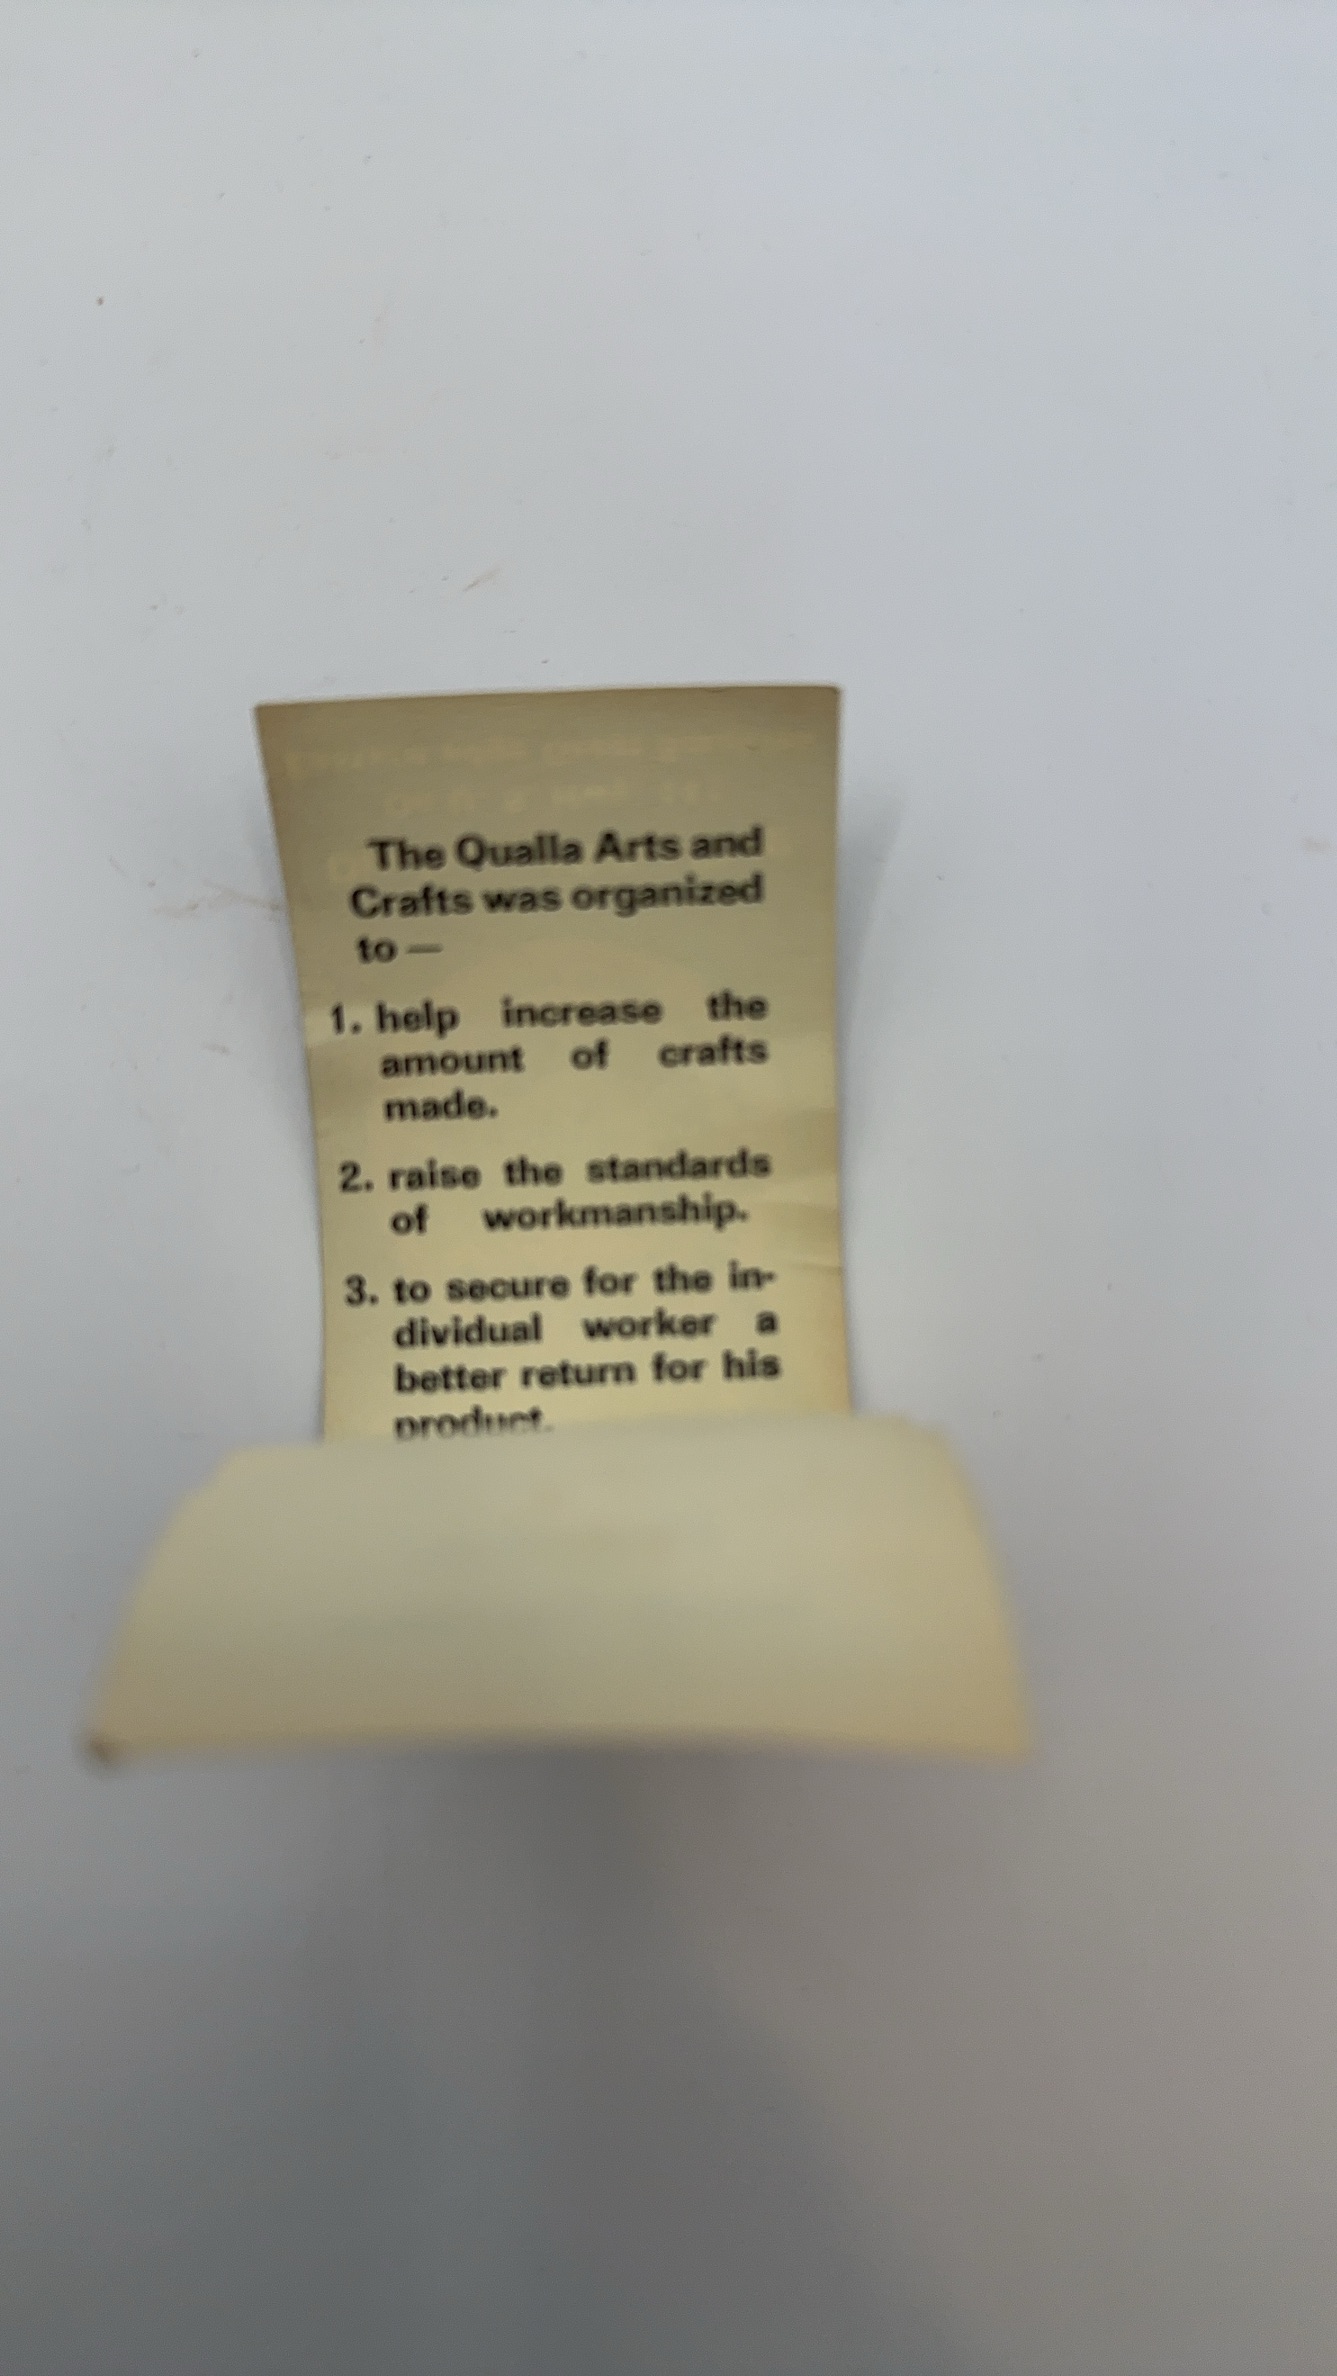 The Qualla Arts and
Crafts was organized
to —
1. help increase the
amount of crafts
made.
2. raise the standards
of workmanship.
3. to secure for the in-
dividual worker a
better return for his
product.